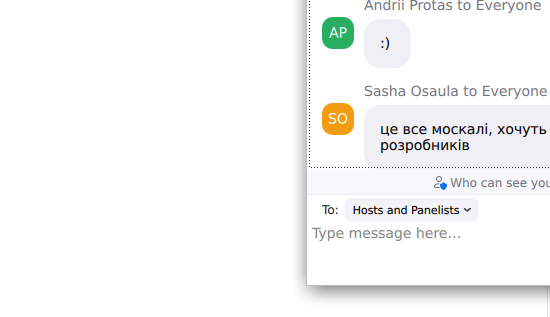 Andrii Protas to Everyone
AP
:)
Sasha Osaula to Everyone
SO
це все москалі, хочуть
розробників
Who can see you
To: Hosts and Panelists
Type message here…